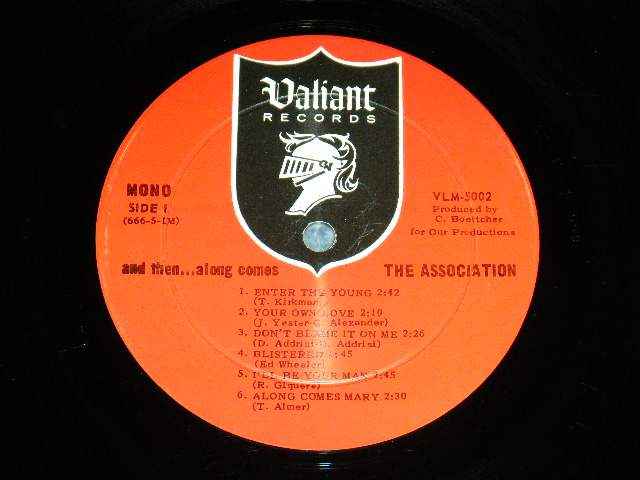 Valiant
RECORDS
MONO
SIDE 1
(666-5-1M)
VLM-5002
Produced by
C. Boettcher
for Our Productions
and then...along comes
THE ASSOCIATION
1. ENTER THE YOUNG 2:42
(T. Kirkman)
2. YOUR OWN LOVE 2:19
(J. Yester-G. Alexander)
3. DON'T BLAME IT ON ME 2:26
(D. Addrisi-D. Addrisi)
4. BLISTERED 1:45
(Ed Wheeler)
5. I'LL BE YOUR MAN 2:45
(R. Giguere)
6. ALONG COMES MARY 2:30
(T. Almer)